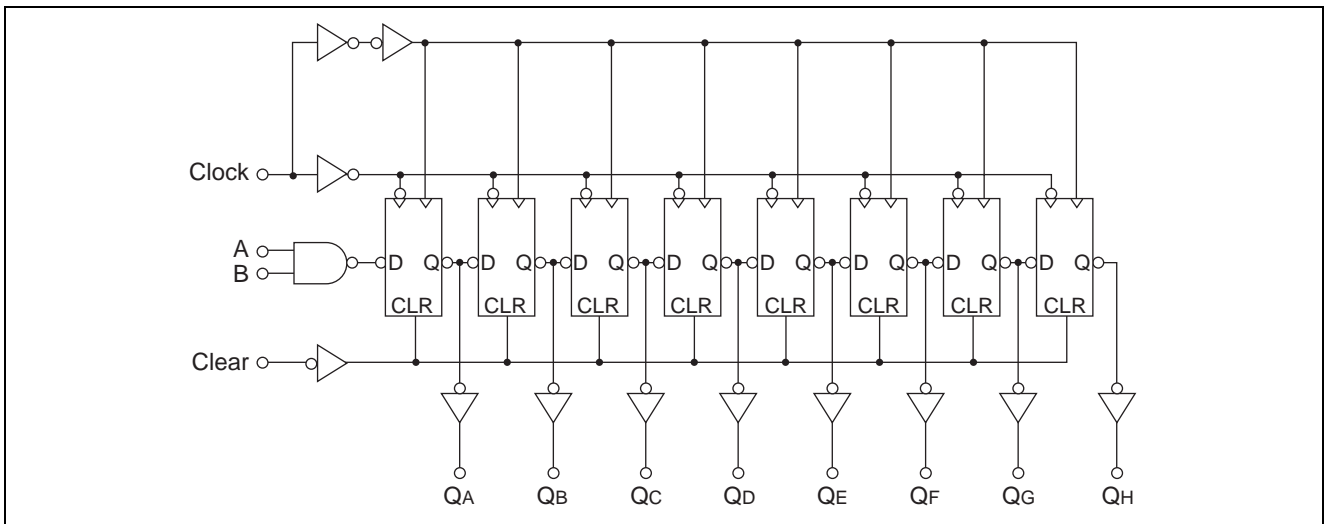 Clock
A
B
D Q D Q D Q D Q D Q D Q D Q D Q
CLR CLR CLR CLR CLR CLR CLR CLR
Clear
QA QB QC QD QE QF QG QH